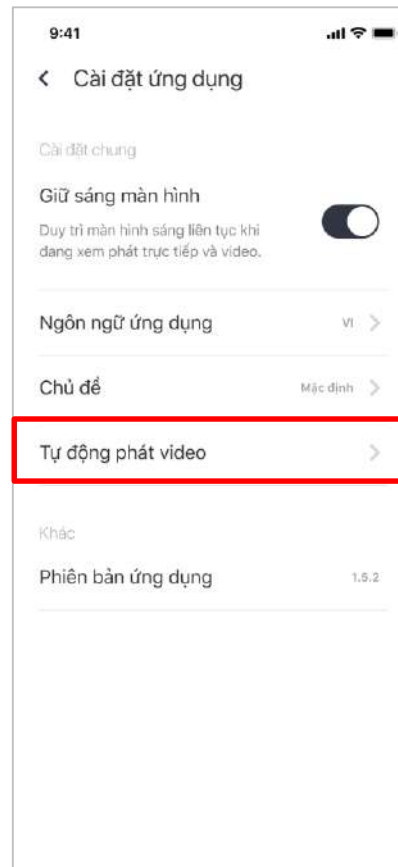 9:41
Cài đặt ứng dụng
Cài đặt chung
Giữ sáng màn hình
Duy trì màn hình sáng liên tục khi
đang xem phát trực tiếp và video.
Ngôn ngữ ứng dụng VI
Chủ đề Mặc định
Tự động phát video
Khác
Phiên bản ứng dụng 1.5.2